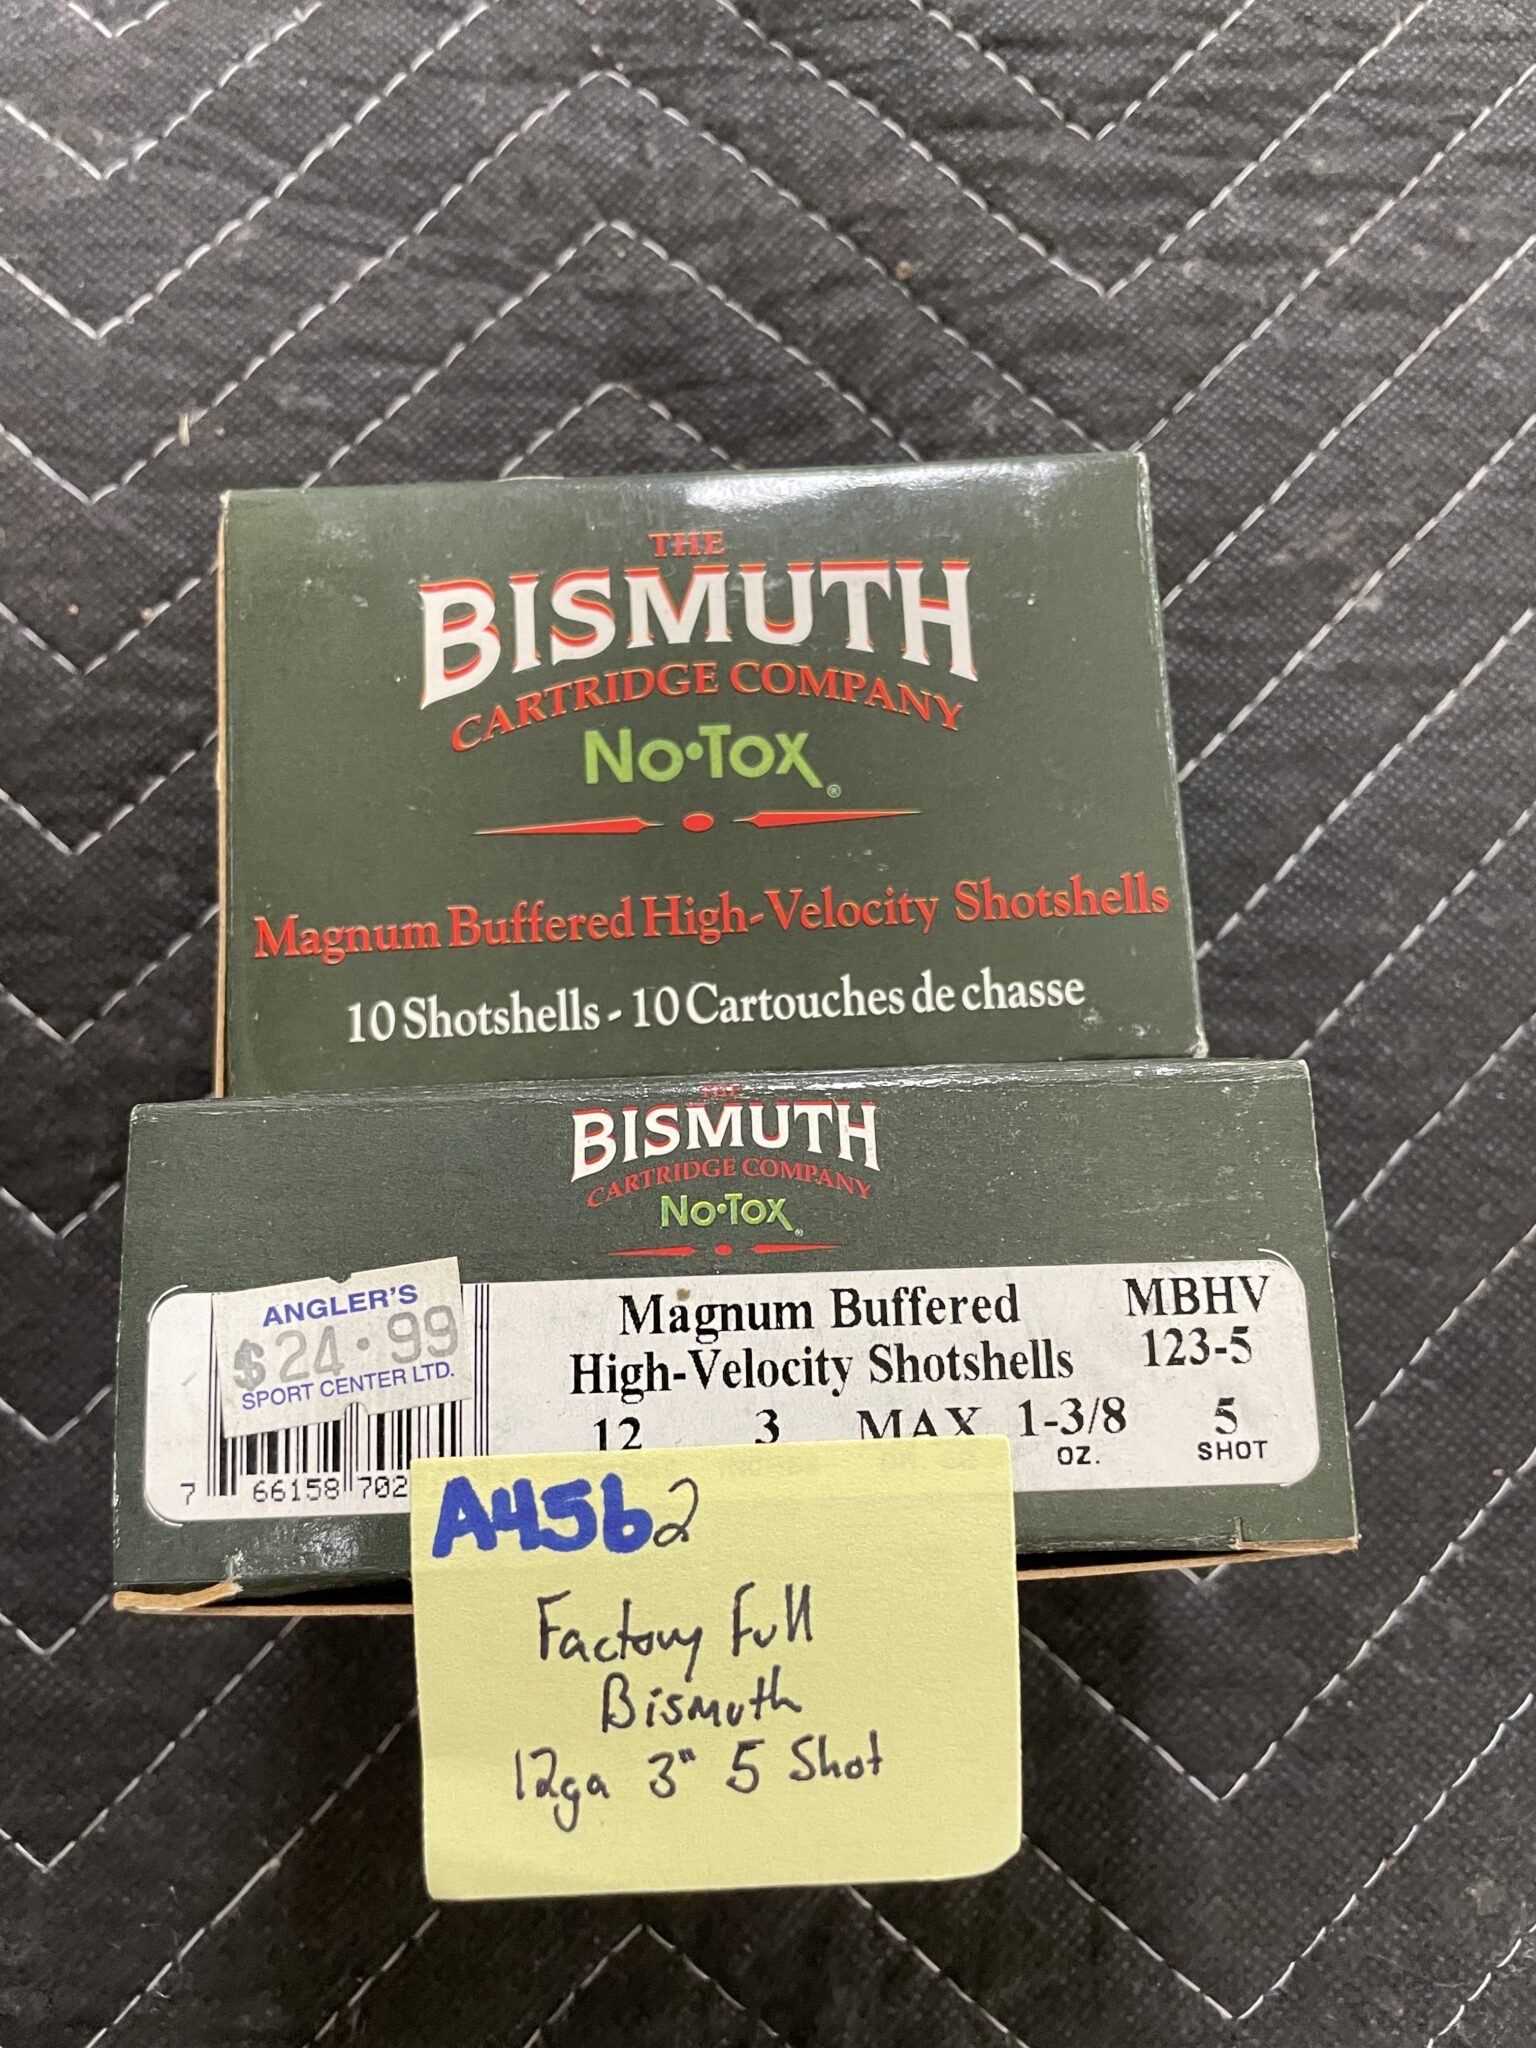 THE
BISMUTH
CARTRIDGE COMPANY
No•Tox®
Magnum Buffered High-Velocity Shotshells
10 Shotshells - 10 Cartouches de chasse
THE
BISMUTH
CARTRIDGE COMPANY
No•Tox®
ANGLER'S
$24.99
SPORT CENTER LTD.
7 66158 702
Magnum Buffered
High-Velocity Shotshells
MBHV
123-5
12 3 MAX 1-3/8 5
OZ. SHOT
A4562
Factory Full
Bismuth
12ga 3" 5 Shot